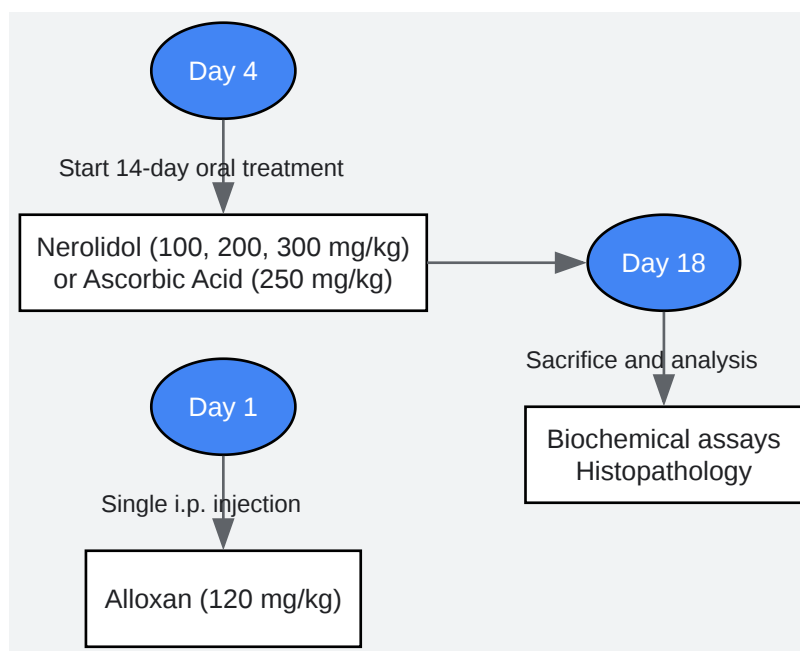 Day 4
Start 14-day oral treatment
Nerolidol (100, 200, 300 mg/kg)
or Ascorbic Acid (250 mg/kg)
Day 18
Sacrifice and analysis
Biochemical assays
Histopathology
Day 1
Single i.p. injection
Alloxan (120 mg/kg)